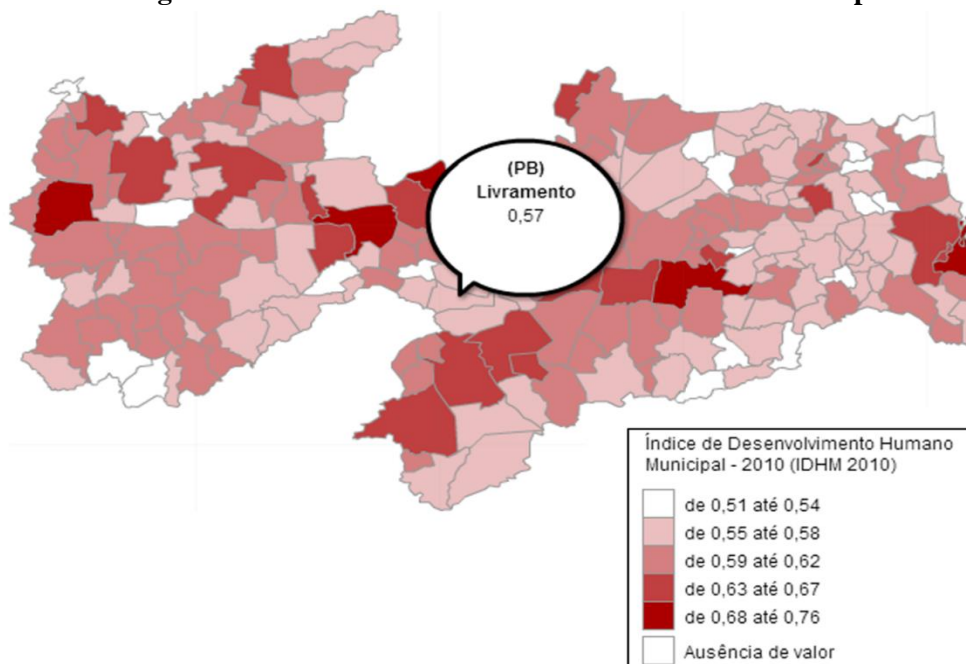 (PB)
Livramento
0,57
Índice de Desenvolvimento Humano
Municipal - 2010 (IDHM 2010)
de 0,51 até 0,54
de 0,55 até 0,58
de 0,59 até 0,62
de 0,63 até 0,67
de 0,68 até 0,76
Ausência de valor